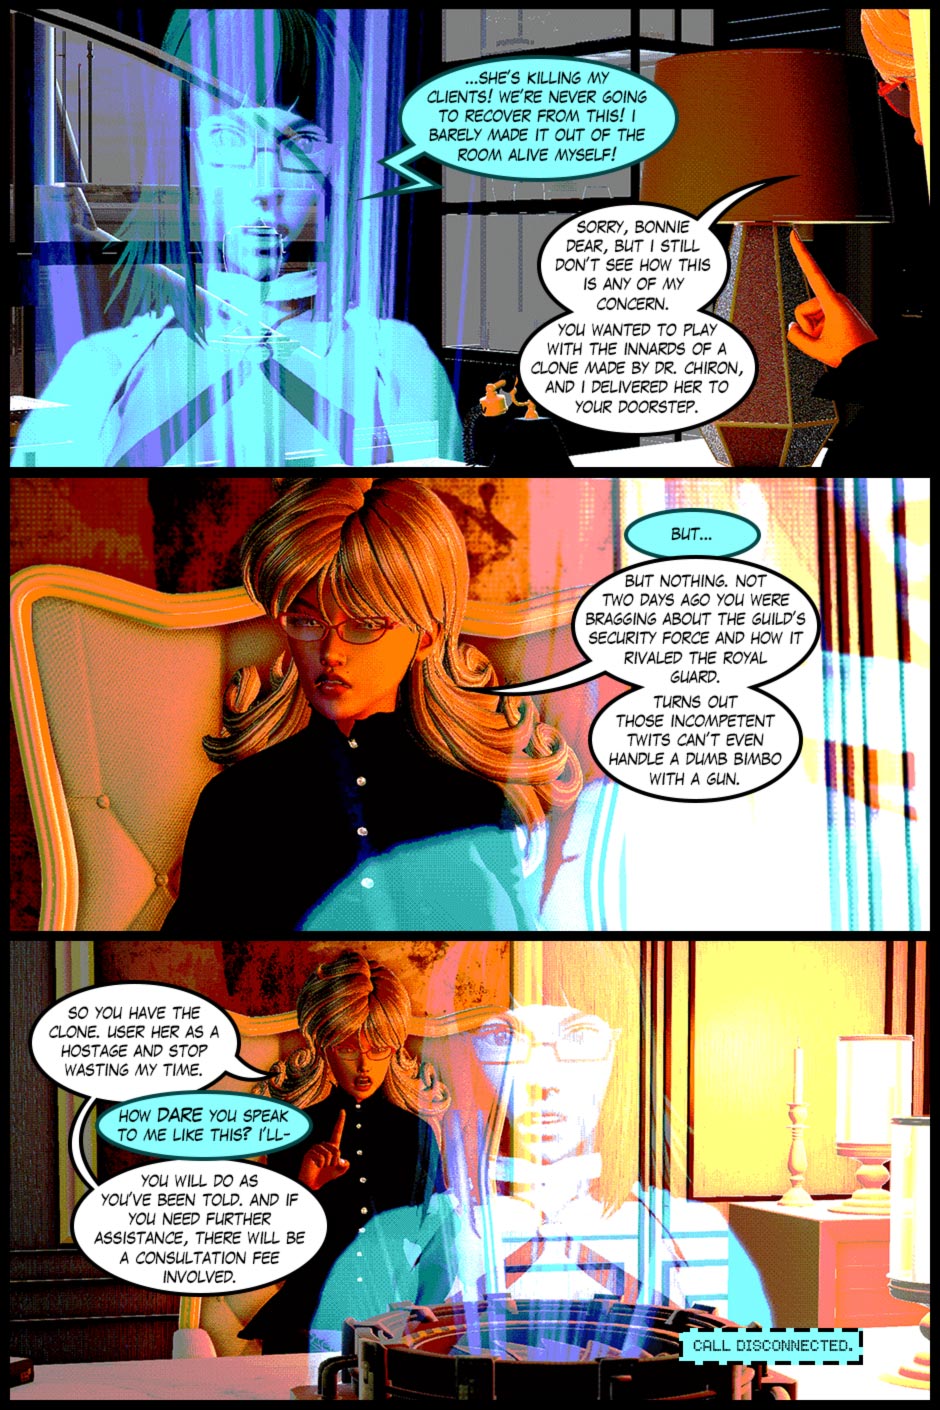 ...SHE'S KILLING MY
CLIENTS! WE'RE NEVER GOING
TO RECOVER FROM THIS! I
BARELY MADE IT OUT OF THE
ROOM ALIVE MYSELF!
SORRY, BONNIE
DEAR, BUT I STILL
DON'T SEE HOW THIS
IS ANY OF MY
CONCERN.
YOU WANTED TO PLAY
WITH THE INNARDS OF A
CLONE MADE BY DR. CHIRON,
AND I DELIVERED HER TO
YOUR DOORSTEP.
BUT...
BUT NOTHING. NOT
TWO DAYS AGO YOU WERE
BRAGGING ABOUT THE GUILD'S
SECURITY FORCE AND HOW IT
RIVALED THE ROYAL
GUARD.
TURNS OUT
THOSE INCOMPETENT
TWITS CAN'T EVEN
HANDLE A DUMB BIMBO
WITH A GUN.
SO YOU HAVE THE
CLONE. USER HER AS A
HOSTAGE AND STOP
WASTING MY TIME.
HOW DARE YOU SPEAK
TO ME LIKE THIS? I'LL-
YOU WILL DO AS
YOU'VE BEEN TOLD. AND IF
YOU NEED FURTHER
ASSISTANCE, THERE WILL BE
A CONSULTATION FEE
INVOLVED.
CALL DISCONNECTED.